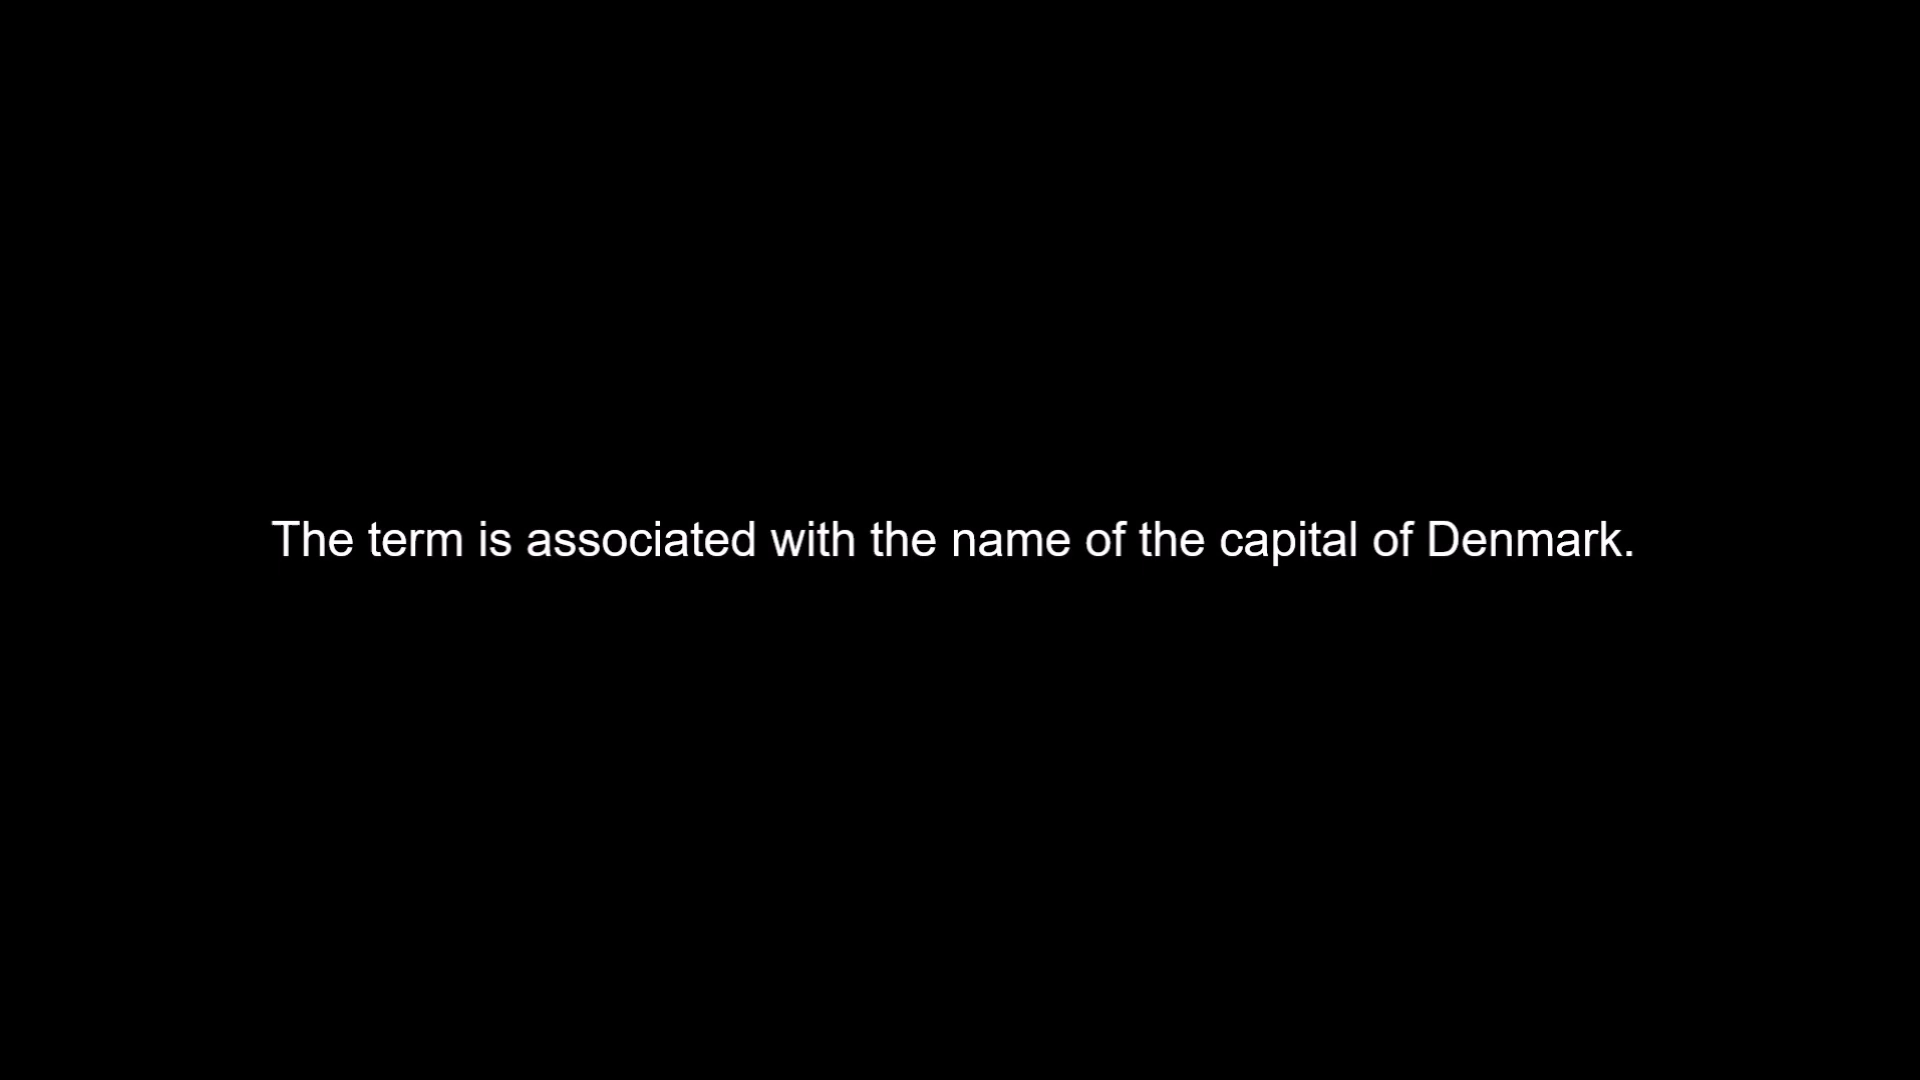 The term is associated with the name of the capital of Denmark.